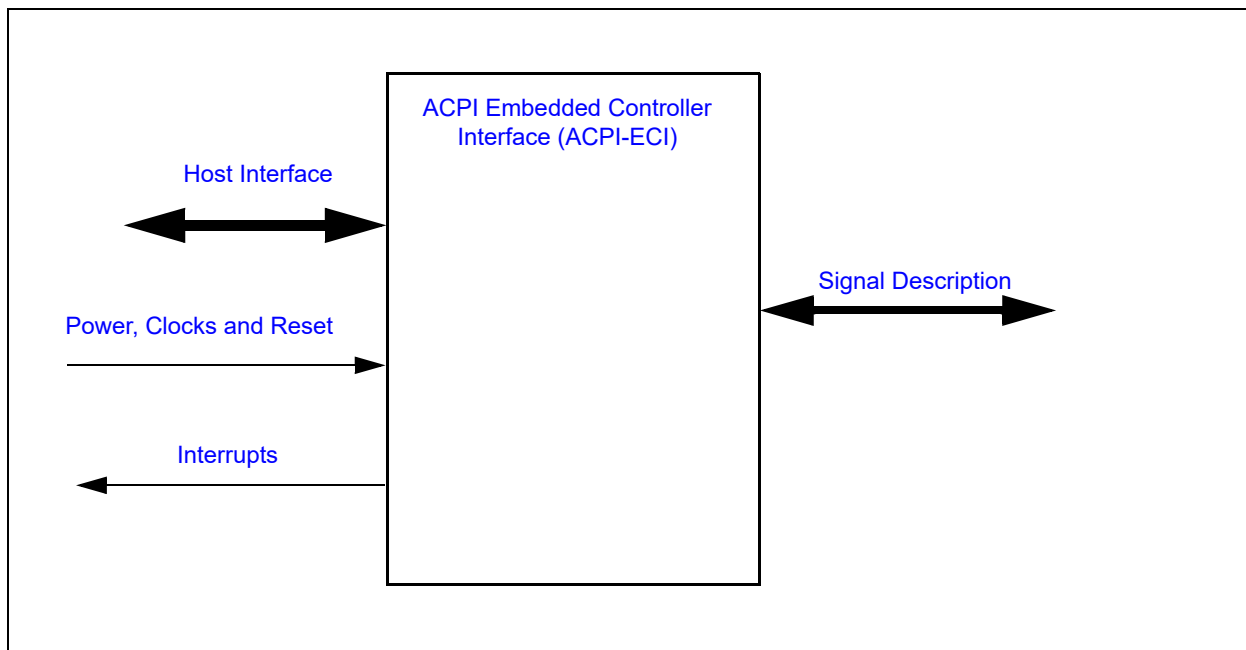 ACPI Embedded Controller
Interface (ACPI-ECI)
Host Interface
Signal Description
Power, Clocks and Reset
Interrupts